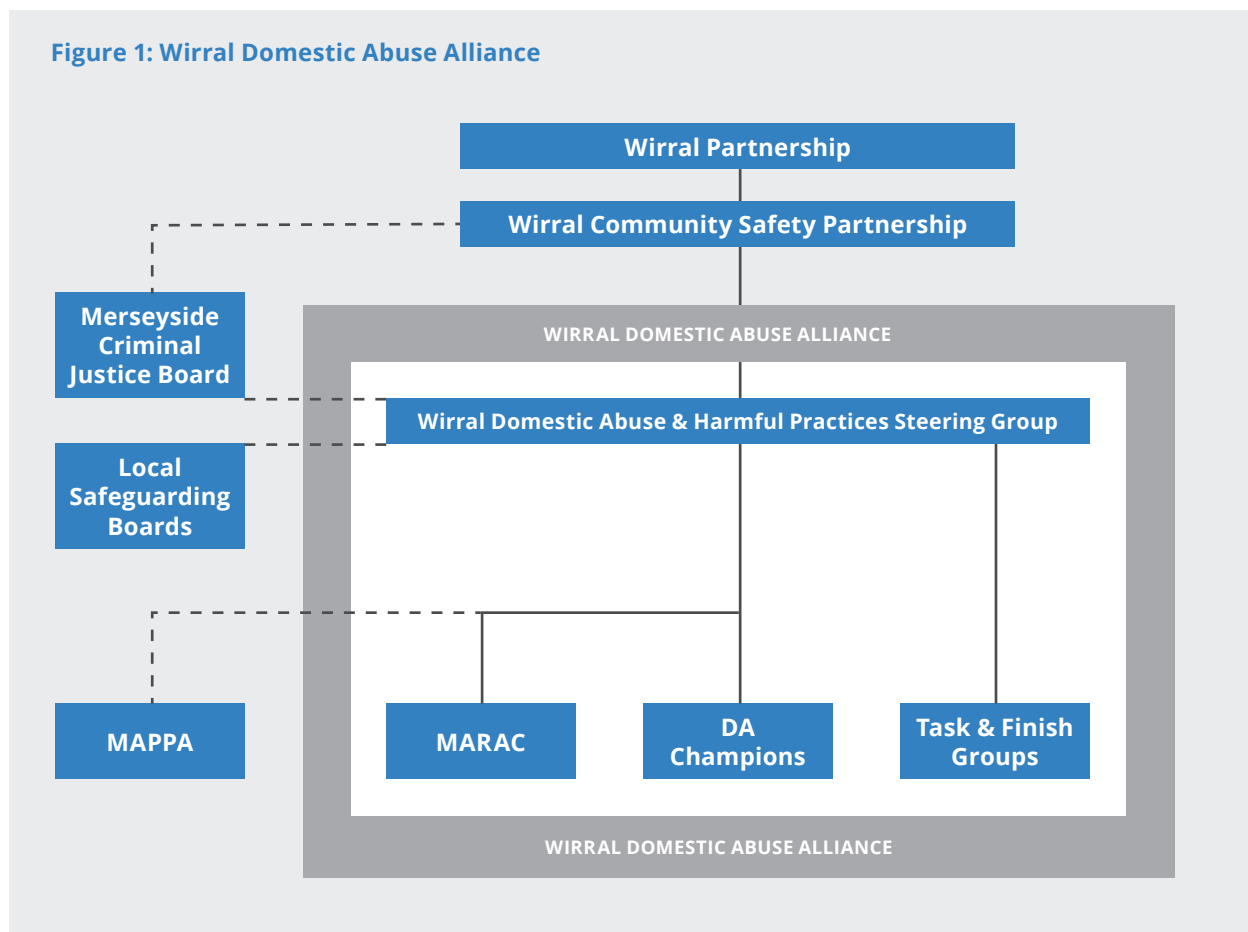 Figure 1: Wirral Domestic Abuse Alliance
Wirral Partnership
Wirral Community Safety Partnership
Merseyside
Criminal
Justice Board
WIRRAL DOMESTIC ABUSE ALLIANCE
Wirral Domestic Abuse & Harmful Practices Steering Group
Local
Safeguarding
Boards
MAPPA
MARAC
DA
Champions
Task & Finish
Groups
WIRRAL DOMESTIC ABUSE ALLIANCE